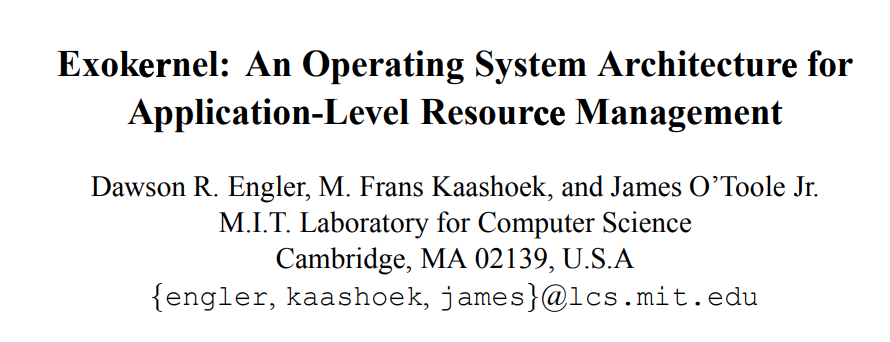 Exokernel: An Operating System Architecture for
Application-Level Resource Management
Dawson R. Engler, M. Frans Kaashoek, and James O’Toole Jr.
M.I.T. Laboratory for Computer Science
Cambridge, MA 02139, U.S.A
{engler, kaashoek, james}@lcs.mit.edu